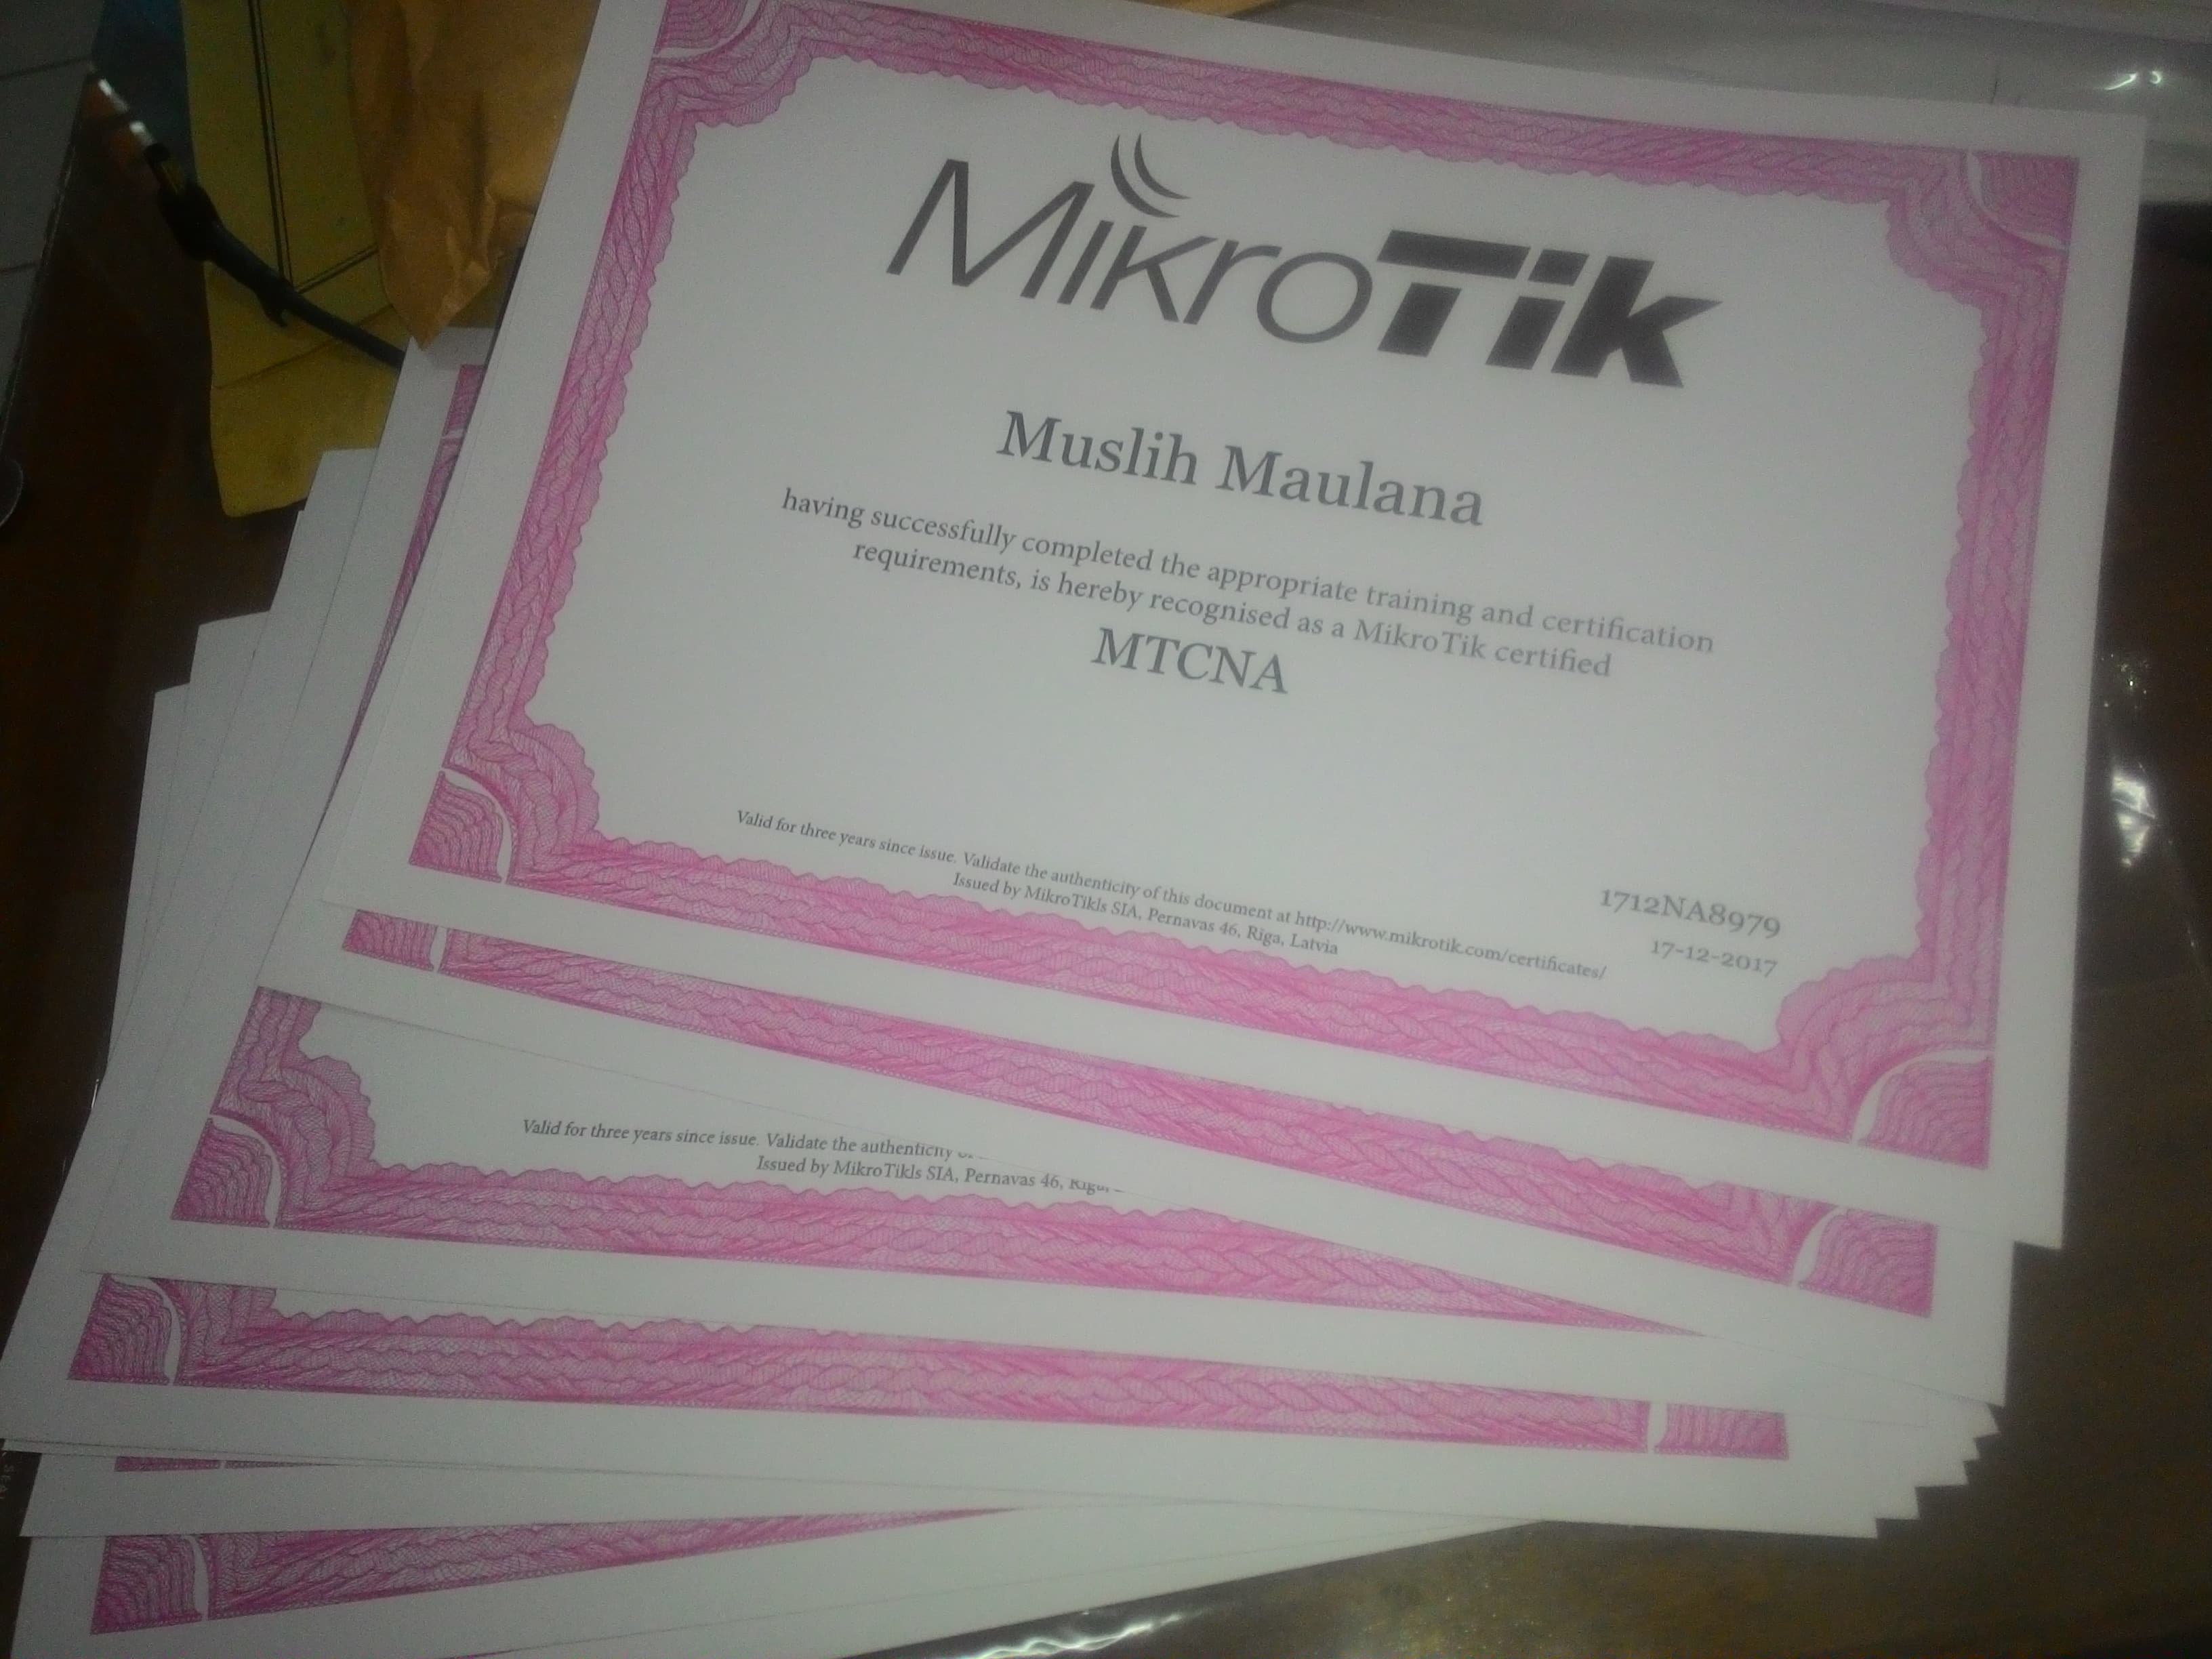 MikroTik
Muslih Maulana
having successfully completed the appropriate training and certification
requirements, is hereby recognised as a MikroTik certified
MTCNA
Valid for three years since issue. Validate the authenticity of this document at http://www.mikrotik.com/certificates/
Issued by MikroTikls SIA, Pernavas 46, Rīga, Latvia
1712NA8979
17-12-2017
Valid for three years since issue. Validate the authenticity
Issued by MikroTikls SIA, Pernavas 46, Rīga,